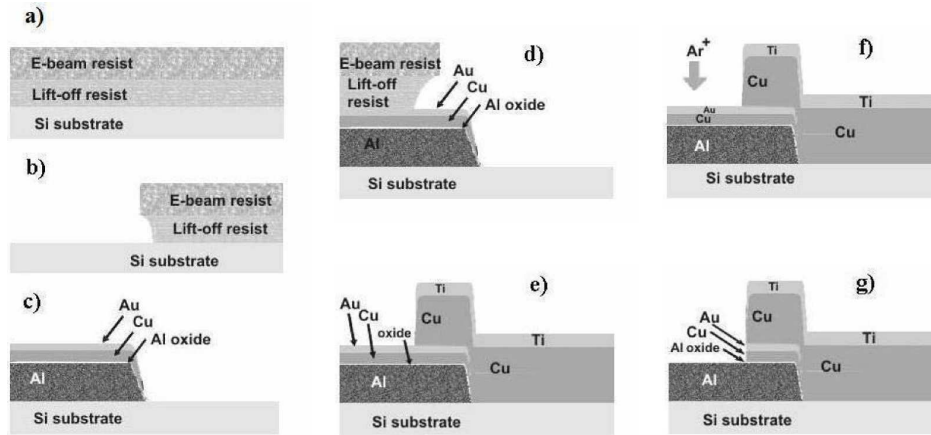 a)
E-beam resist
Lift-off resist
Si substrate
b)
E-beam resist
Lift-off resist
Si substrate
c)
Au
Cu
Al oxide
Al
Si substrate
d)
E-beam resist
Lift-off
resist
Au
Cu
Al oxide
Al
Si substrate
e)
Ti
Au
Cu
oxide
Cu
Ti
Al
Cu
Si substrate
f)
Ar+
Ti
Cu
Ti
Au
Cu
Cu
Al
Si substrate
g)
Ti
Au
Cu
Cu
Al oxide
Ti
Al
Cu
Si substrate